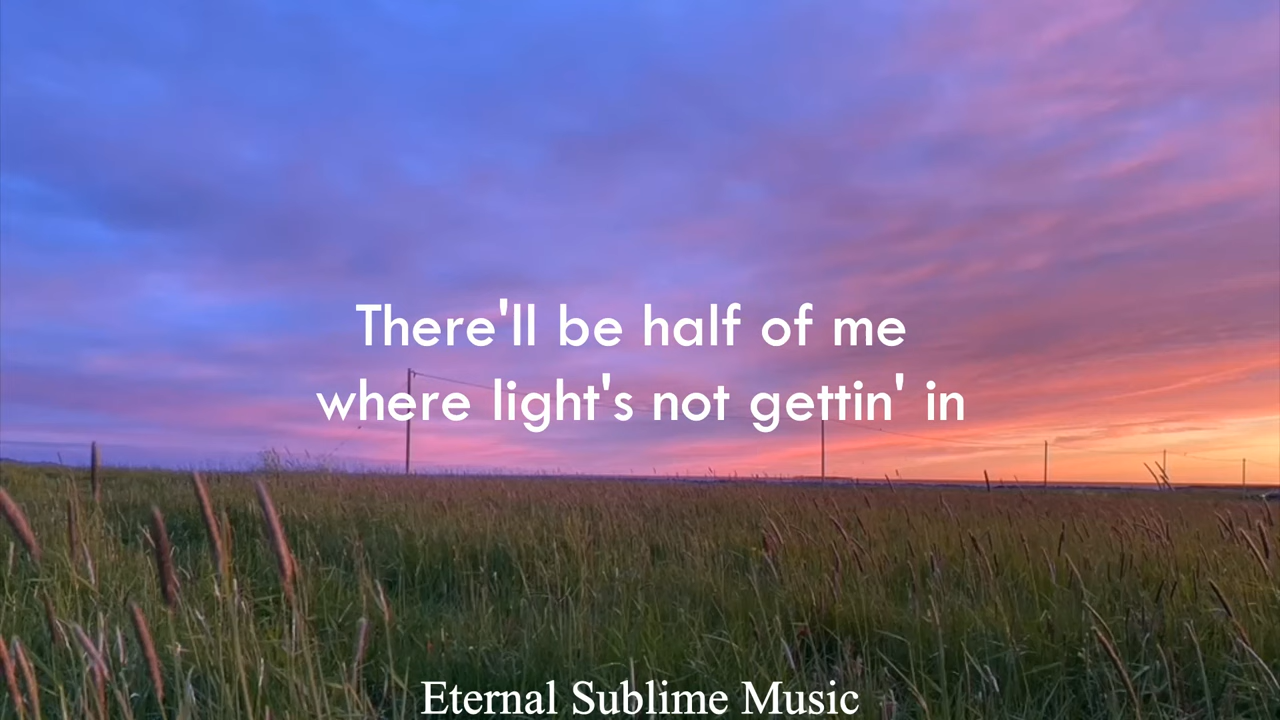 There'll be half of me
where light's not gettin' in
Eternal Sublime Music